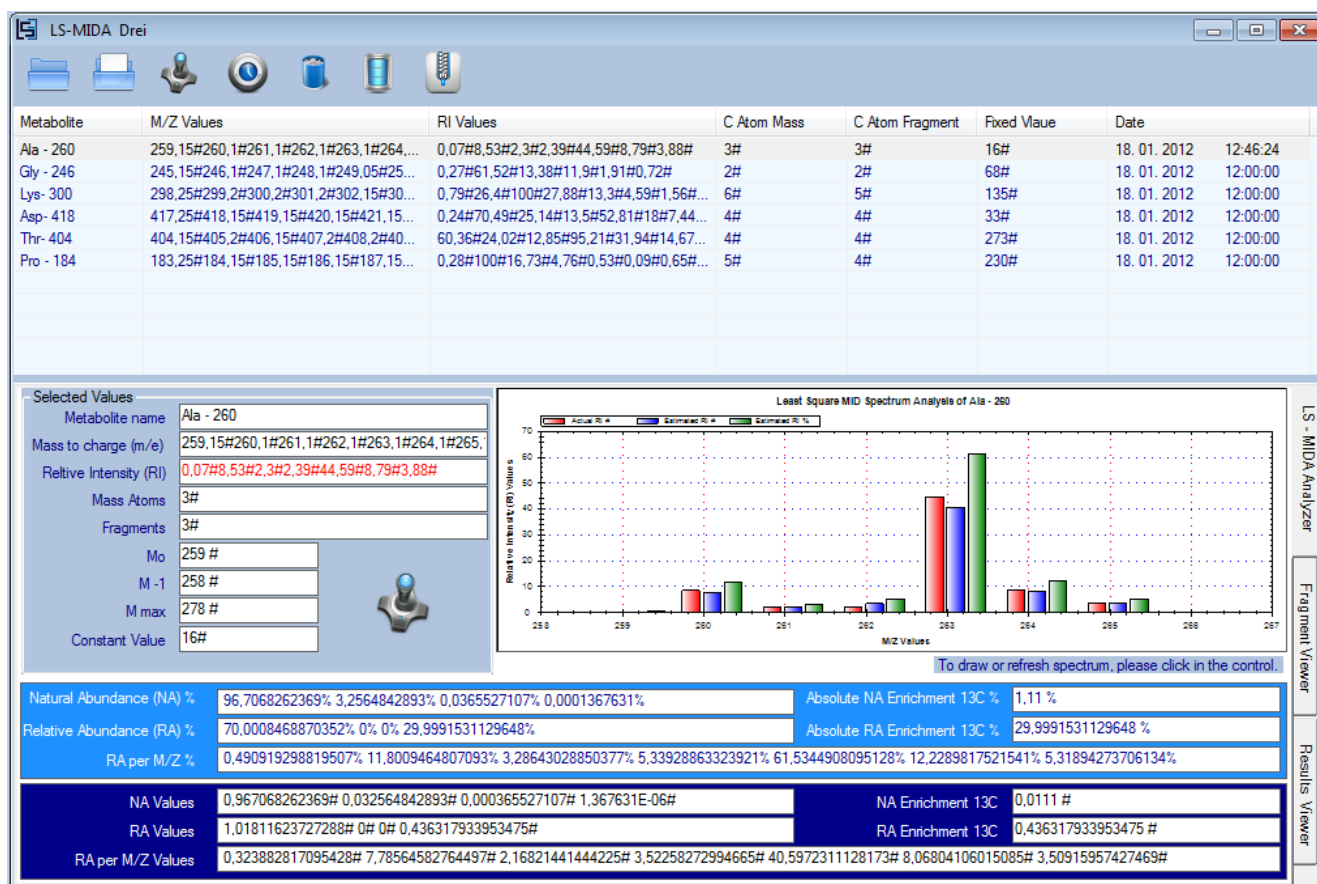 LS-MIDA Drei
Metabolite M/Z Values RI Values C Atom Mass C Atom Fragment Fixed Vlaue Date
Ala - 260 259,15#260,1#261,1#262,1#263,1#264,... 0,07#8,53#2,3#2,39#44,59#8,79#3,88# 3# 3# 16# 18. 01. 2012 12:46:24
Gly - 246 245,15#246,1#247,1#248,1#249,05#25... 0,27#61,52#13,38#11,9#1,91#0,72# 2# 2# 68# 18. 01. 2012 12:00:00
Lys- 300 298,25#299,2#300,2#301,2#302,15#30... 0,79#26,4#100#27,88#13,3#4,59#1,56#... 6# 5# 135# 18. 01. 2012 12:00:00
Asp- 418 417,25#418,15#419,15#420,15#421,15... 0,24#70,49#25,14#13,5#52,81#18#7,44... 4# 4# 33# 18. 01. 2012 12:00:00
Thr- 404 404,15#405,2#406,15#407,2#408,2#40... 60,36#24,02#12,85#95,21#31,94#14,67... 4# 4# 273# 18. 01. 2012 12:00:00
Pro - 184 183,25#184,15#185,15#186,15#187,15... 0,28#100#16,73#4,76#0,53#0,09#0,65#... 5# 4# 230# 18. 01. 2012 12:00:00
Selected Values
Metabolite name Ala - 260
Mass to charge (m/e) 259,15#260,1#261,1#262,1#263,1#264,1#265,
Reltive Intensity (RI) 0,07#8,53#2,3#2,39#44,59#8,79#3,88#
Mass Atoms 3#
Fragments 3#
Mo 259 #
M -1 258 #
M max 278 #
Constant Value 16#
Least Square MID Spectrum Analysis of Ala - 260
Actual RI # Estimated RI # Estimated RI %
Relative Intensity (RI) Values
70
60
50
40
30
20
10
0
258 259 260 261 262 263 264 265 266 267
M/Z Values
To draw or refresh spectrum, please click in the control.
LS - MIDA Analyzer
Fragment Viewer
Results Viewer
Natural Abundance (NA) % 96,7068262369% 3,2564842893% 0,0365527107% 0,0001367631% Absolute NA Enrichment 13C % 1,11 %
Relative Abundance (RA) % 70,0008468870352% 0% 0% 29,9991531129648% Absolute RA Enrichment 13C % 29,9991531129648 %
RA per M/Z % 0,490919298819507% 11,8009464807093% 3,28643028850377% 5,33928863323921% 61,5344908095128% 12,2289817521541% 5,31894273706134%
NA Values 0,967068262369# 0,032564842893# 0,000365527107# 1,367631E-06# NA Enrichment 13C 0,0111 #
RA Values 1,01811623727288# 0# 0# 0,436317933953475# RA Enrichment 13C 0,436317933953475 #
RA per M/Z Values 0,323882817095428# 7,78564582764497# 2,16821441444225# 3,52258272994665# 40,5972311128173# 8,06804106015085# 3,50915957427469#